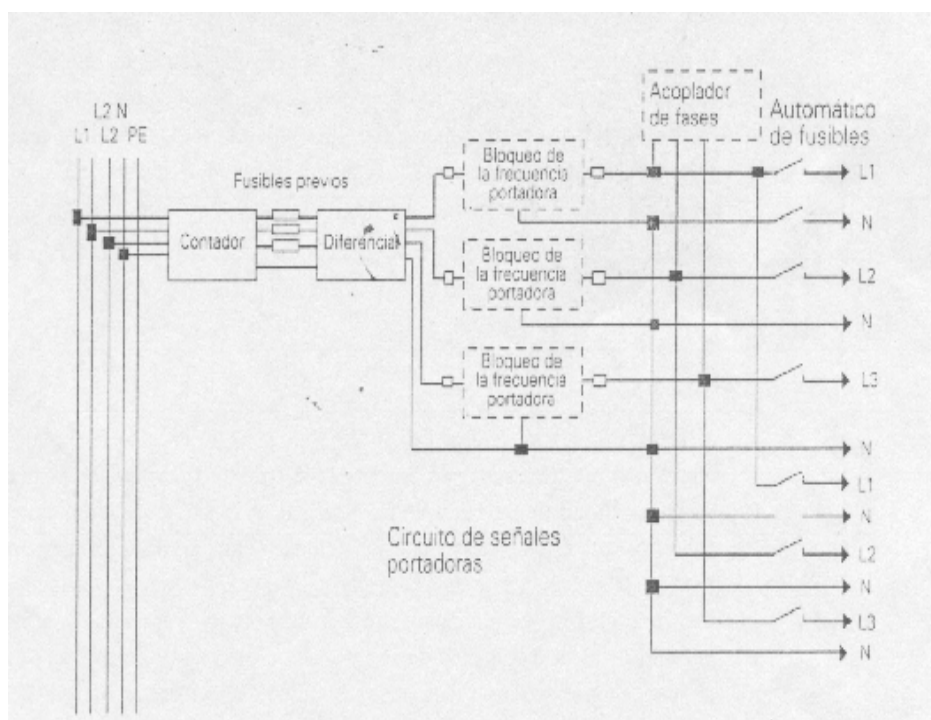 L2 N
L1 L2 PE
Fusibles previos
Contador
Diferencial
Bloqueo de
la frecuencia
portadora
Bloqueo de
la frecuencia
portadora
Bloqueo de
la frecuencia
portadora
Acoplador
de fases
Automático
de fusibles
L1
N
L2
N
L3
N
L1
N
L2
N
L3
N
Circuito de señales
portadoras